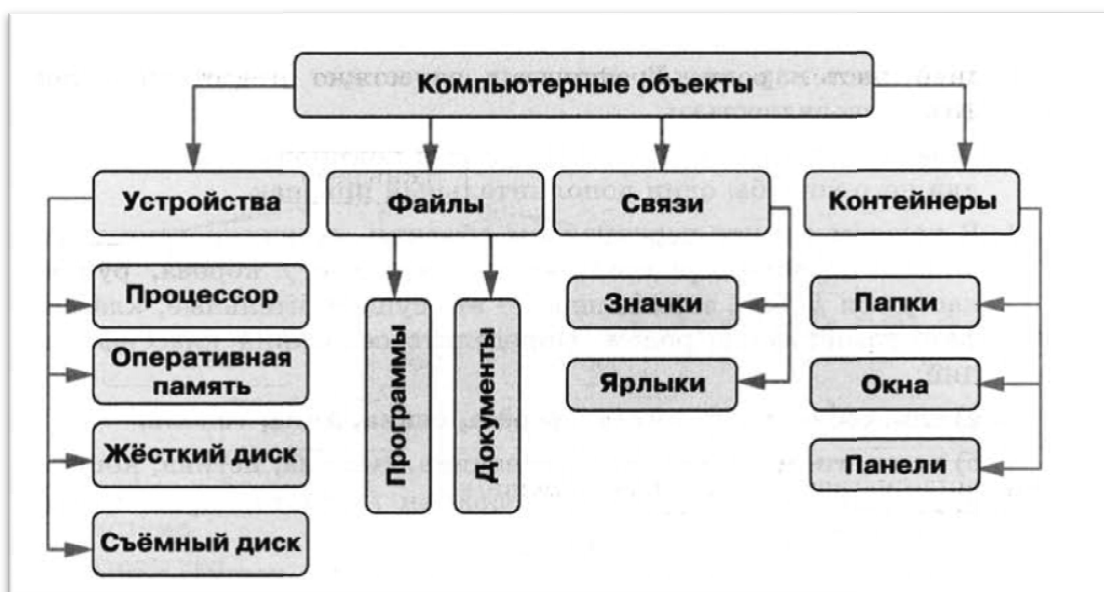 Компьютерные объекты
Устройства
Файлы
Связи
Контейнеры
Процессор
Оперативная
память
Жёсткий диск
Съёмный диск
Программы
Документы
Значки
Ярлыки
Папки
Окна
Панели